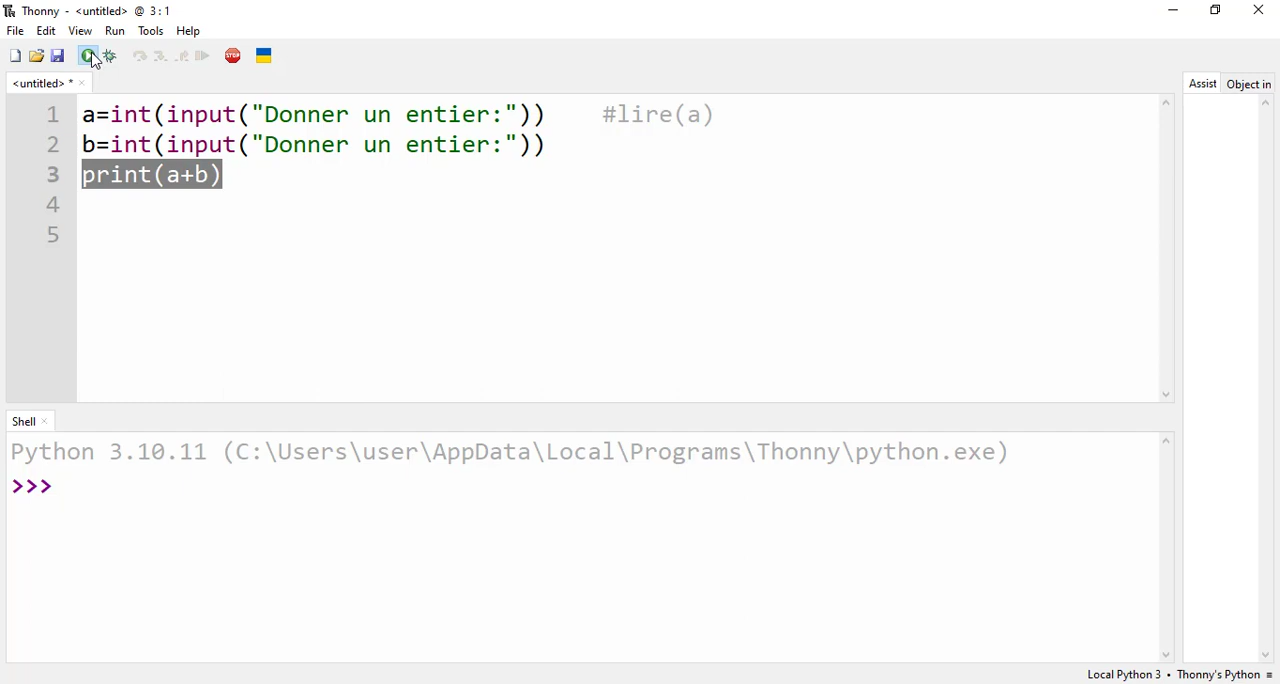 Thonny - <untitled> @ 3:1
File Edit View Run Tools Help
STOP
<untitled> *
Assist Object in
1 a=int(input("Donner un entier:")) #lire(a)
2 b=int(input("Donner un entier:"))
3 print(a+b)
4
5
Shell
Python 3.10.11 (C:\Users\user\AppData\Local\Programs\Thonny\python.exe)
>>>
Local Python 3 • Thonny's Python ≡